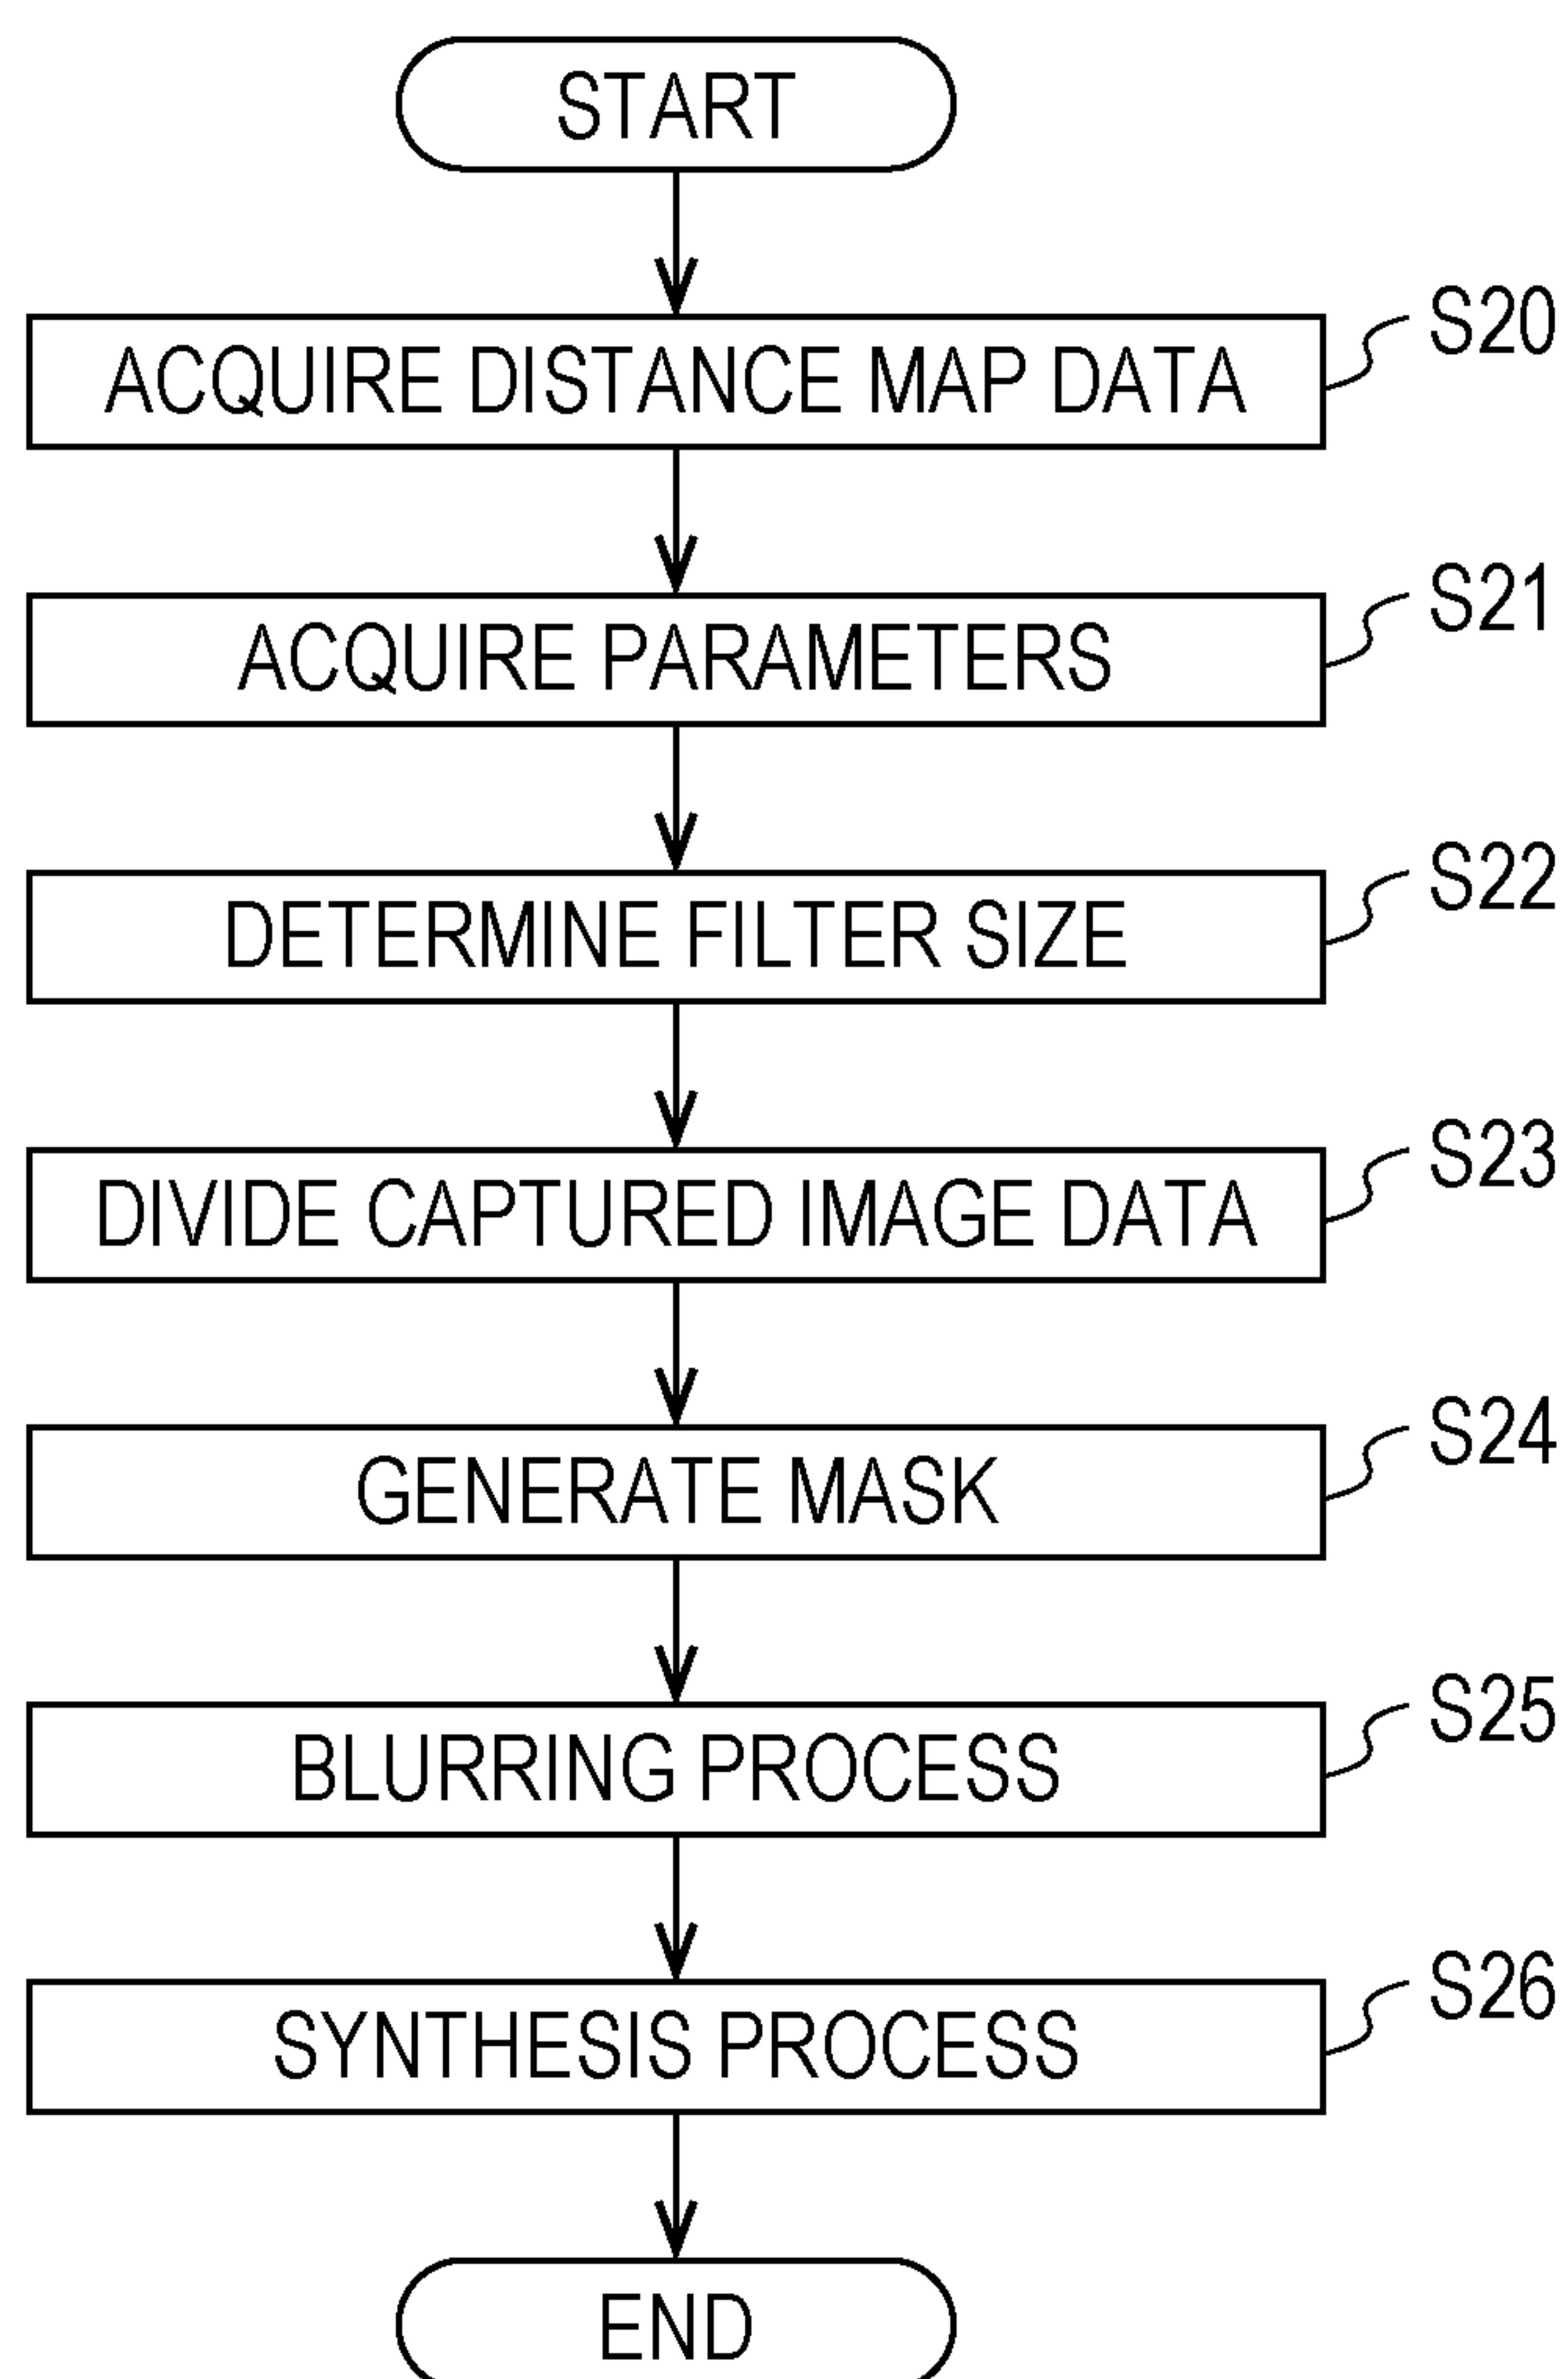 START
ACQUIRE DISTANCE MAP DATA
S20
ACQUIRE PARAMETERS
S21
DETERMINE FILTER SIZE
S22
DIVIDE CAPTURED IMAGE DATA
S23
GENERATE MASK
S24
BLURRING PROCESS
S25
SYNTHESIS PROCESS
S26
END